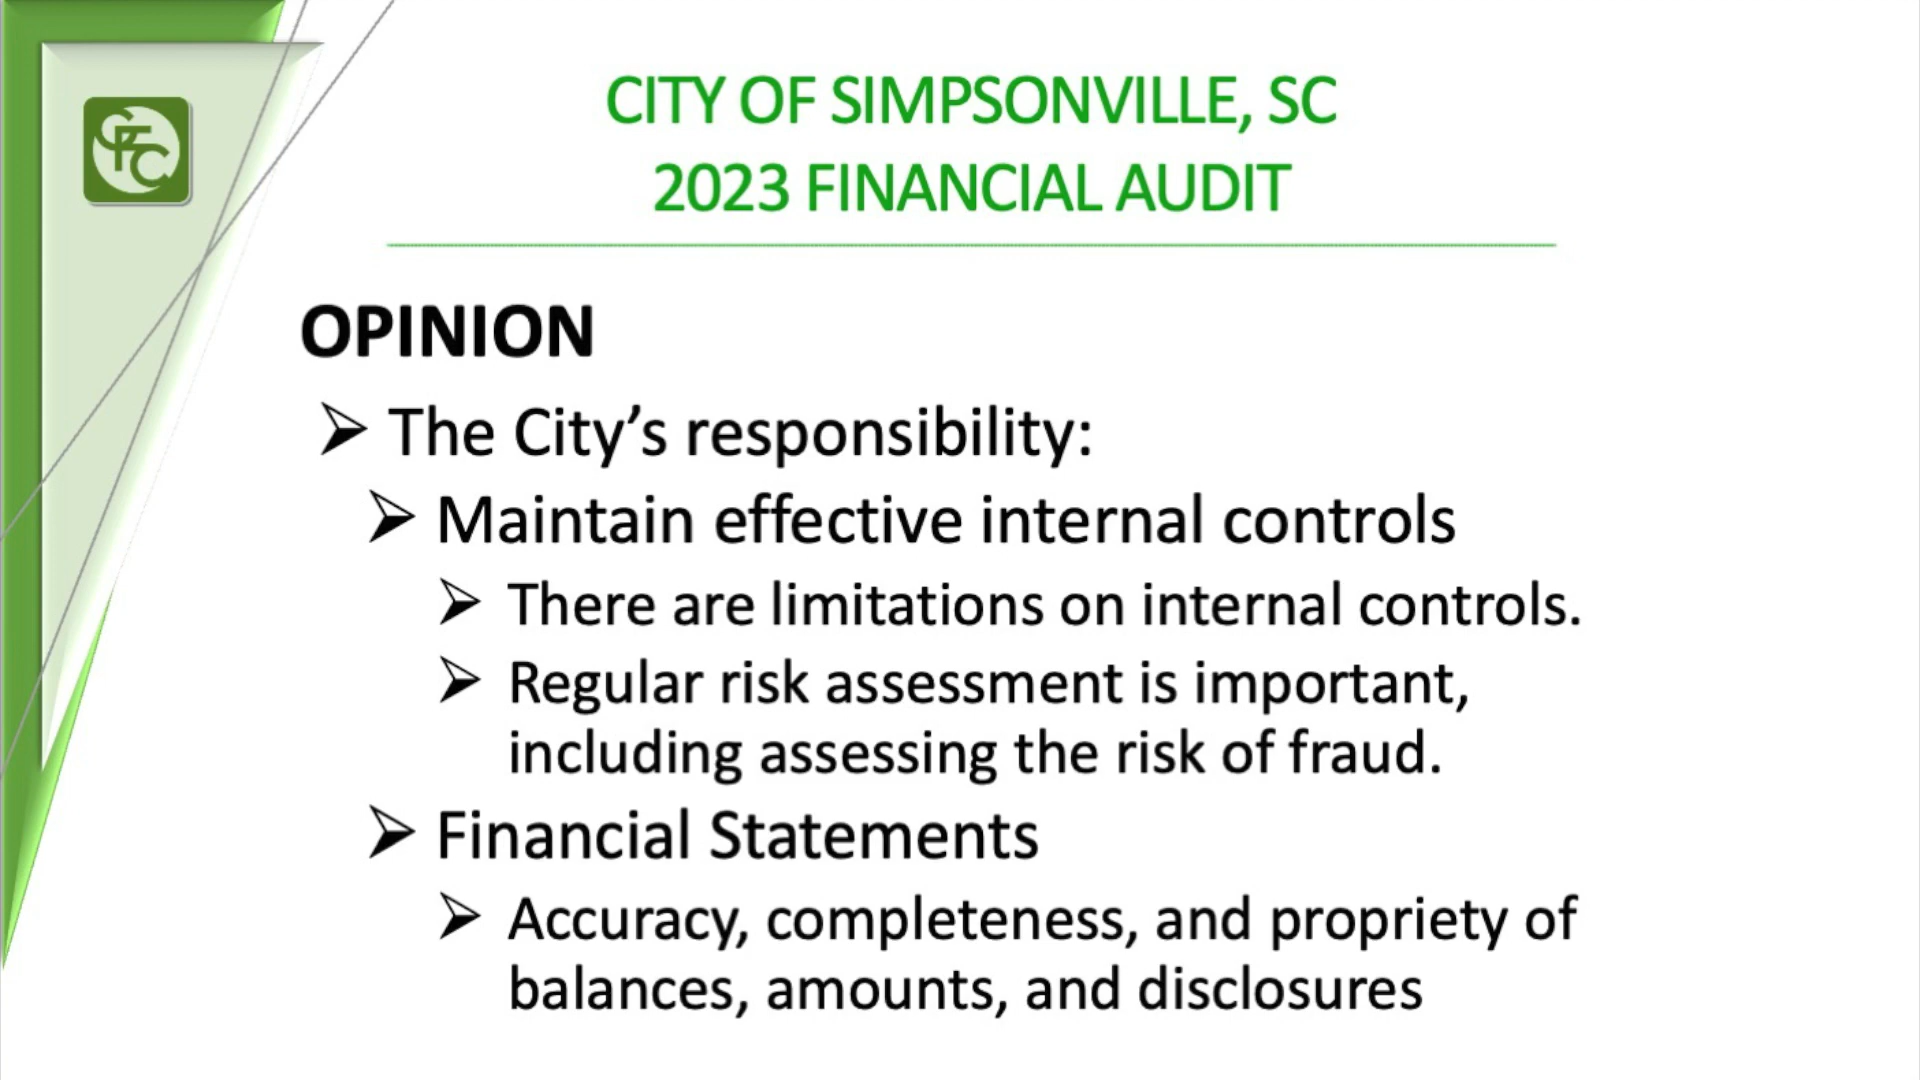 GFC
CITY OF SIMPSONVILLE, SC
2023 FINANCIAL AUDIT
OPINION
The City’s responsibility:
Maintain effective internal controls
There are limitations on internal controls.
Regular risk assessment is important,
including assessing the risk of fraud.
Financial Statements
Accuracy, completeness, and propriety of
balances, amounts, and disclosures